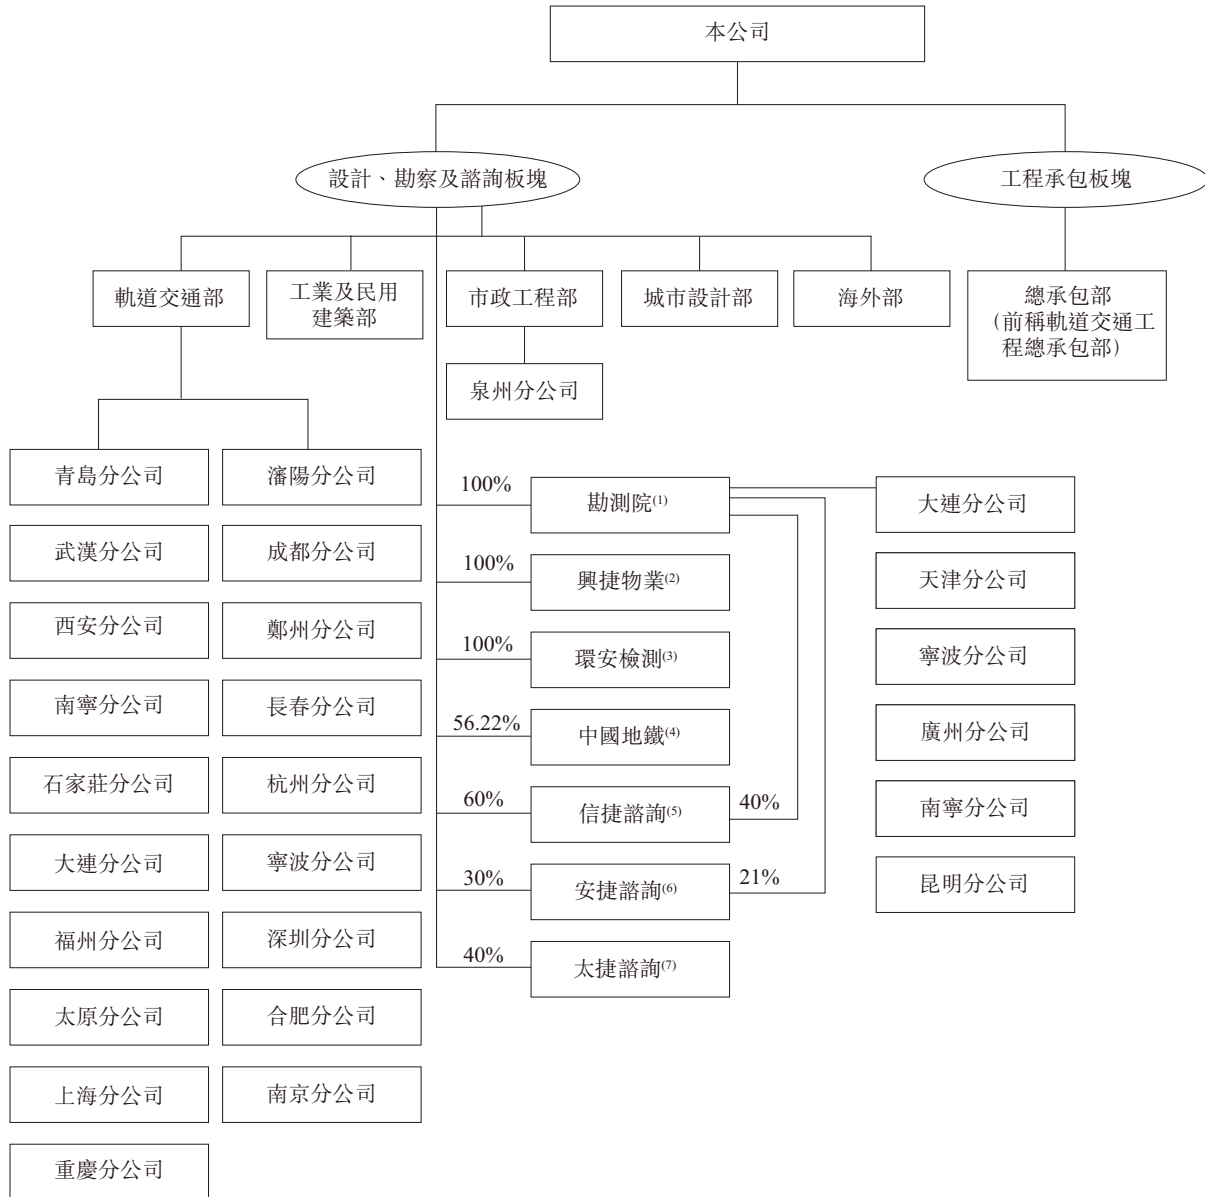 本公司
設計、勘察及諮詢板塊
工程承包板塊
軌道交通部
工業及民用
建築部
市政工程部
城市設計部
海外部
總承包部
(前稱軌道交通工
程總承包部)
泉州分公司
青島分公司
瀋陽分公司
武漢分公司
成都分公司
西安分公司
鄭州分公司
南寧分公司
長春分公司
石家莊分公司
杭州分公司
大連分公司
寧波分公司
福州分公司
深圳分公司
太原分公司
合肥分公司
上海分公司
南京分公司
重慶分公司
100%
勘測院(1)
100%
興捷物業(2)
100%
環安檢測(3)
56.22%
中國地鐵(4)
60%
信捷諮詢(5)
40%
30%
安捷諮詢(6)
21%
40%
太捷諮詢(7)
大連分公司
天津分公司
寧波分公司
廣州分公司
南寧分公司
昆明分公司